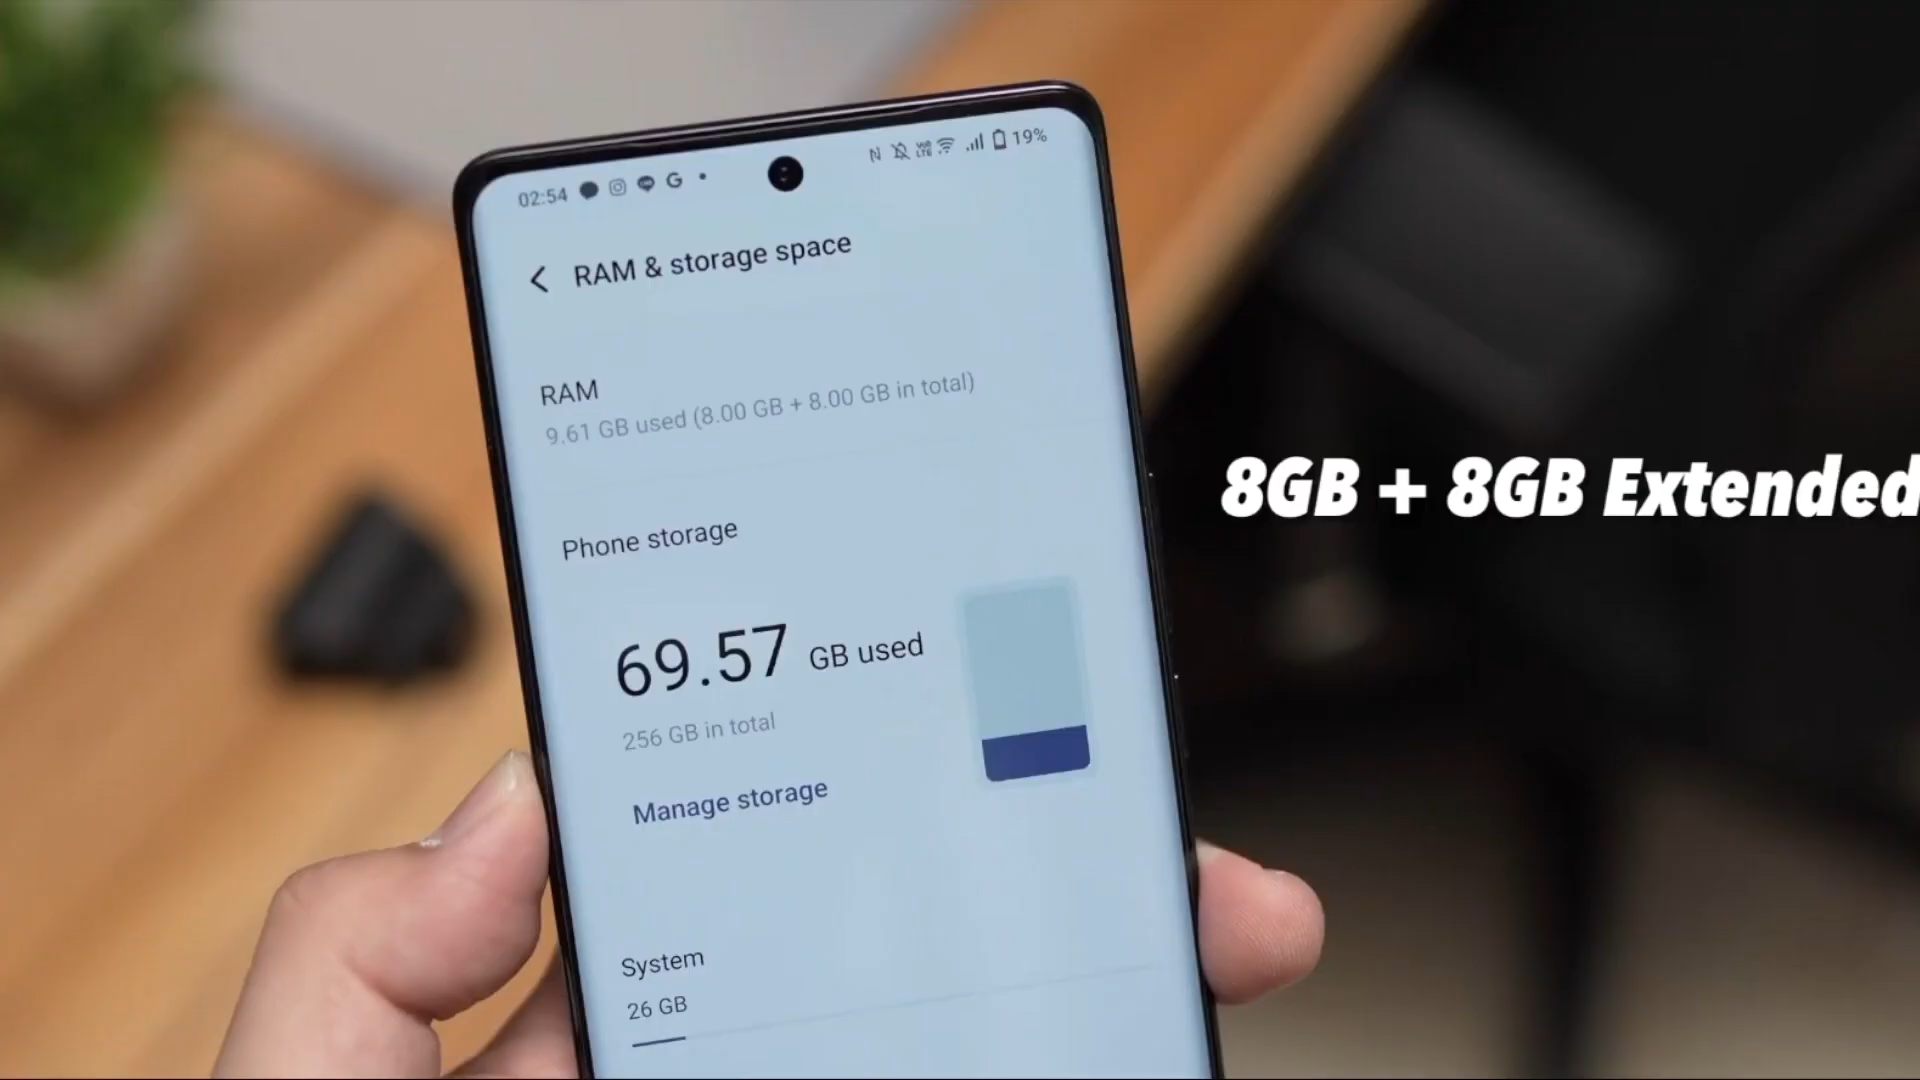 02:54 G 19%
RAM & storage space
RAM
9.61 GB used (8.00 GB + 8.00 GB in total)
8GB + 8GB Extended
Phone storage
69.57 GB used
256 GB in total
Manage storage
System
26 GB